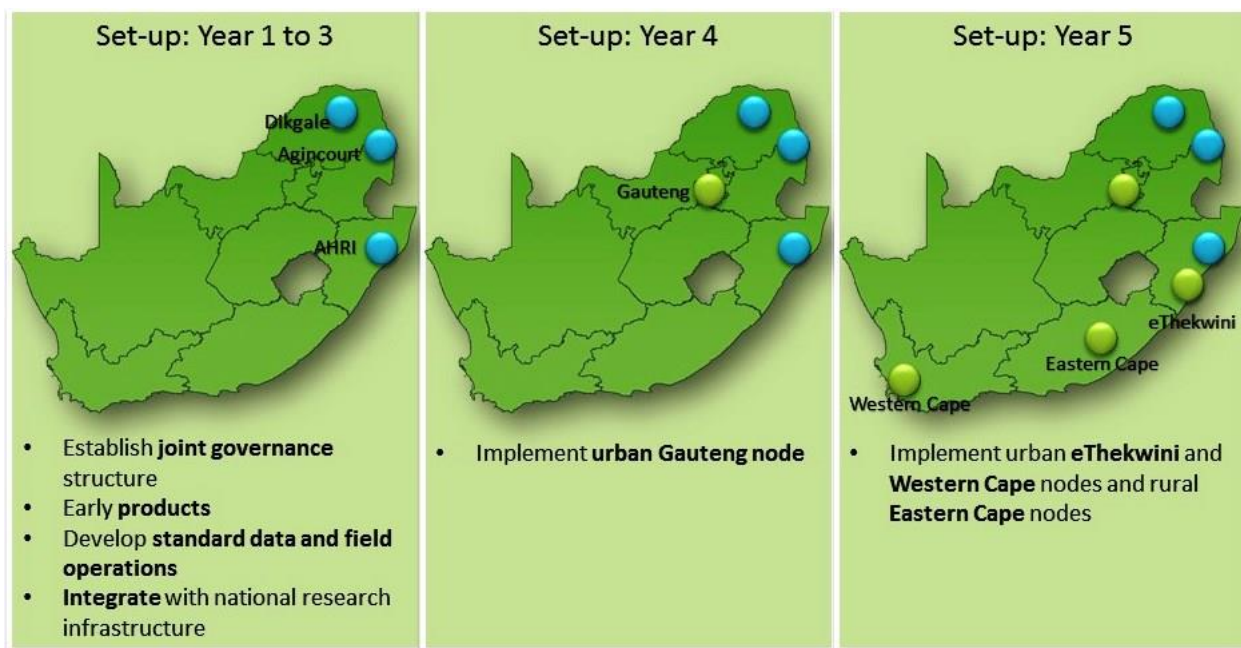 Set-up: Year 1 to 3
Dikgale
Agincourt
AHRI
• Establish joint governance
structure
• Early products
• Develop standard data and field
operations
• Integrate with national research
infrastructure
Set-up: Year 4
Gauteng
• Implement urban Gauteng node
Set-up: Year 5
eThekwini
Eastern Cape
Western Cape
• Implement urban eThekwini and
Western Cape nodes and rural
Eastern Cape nodes